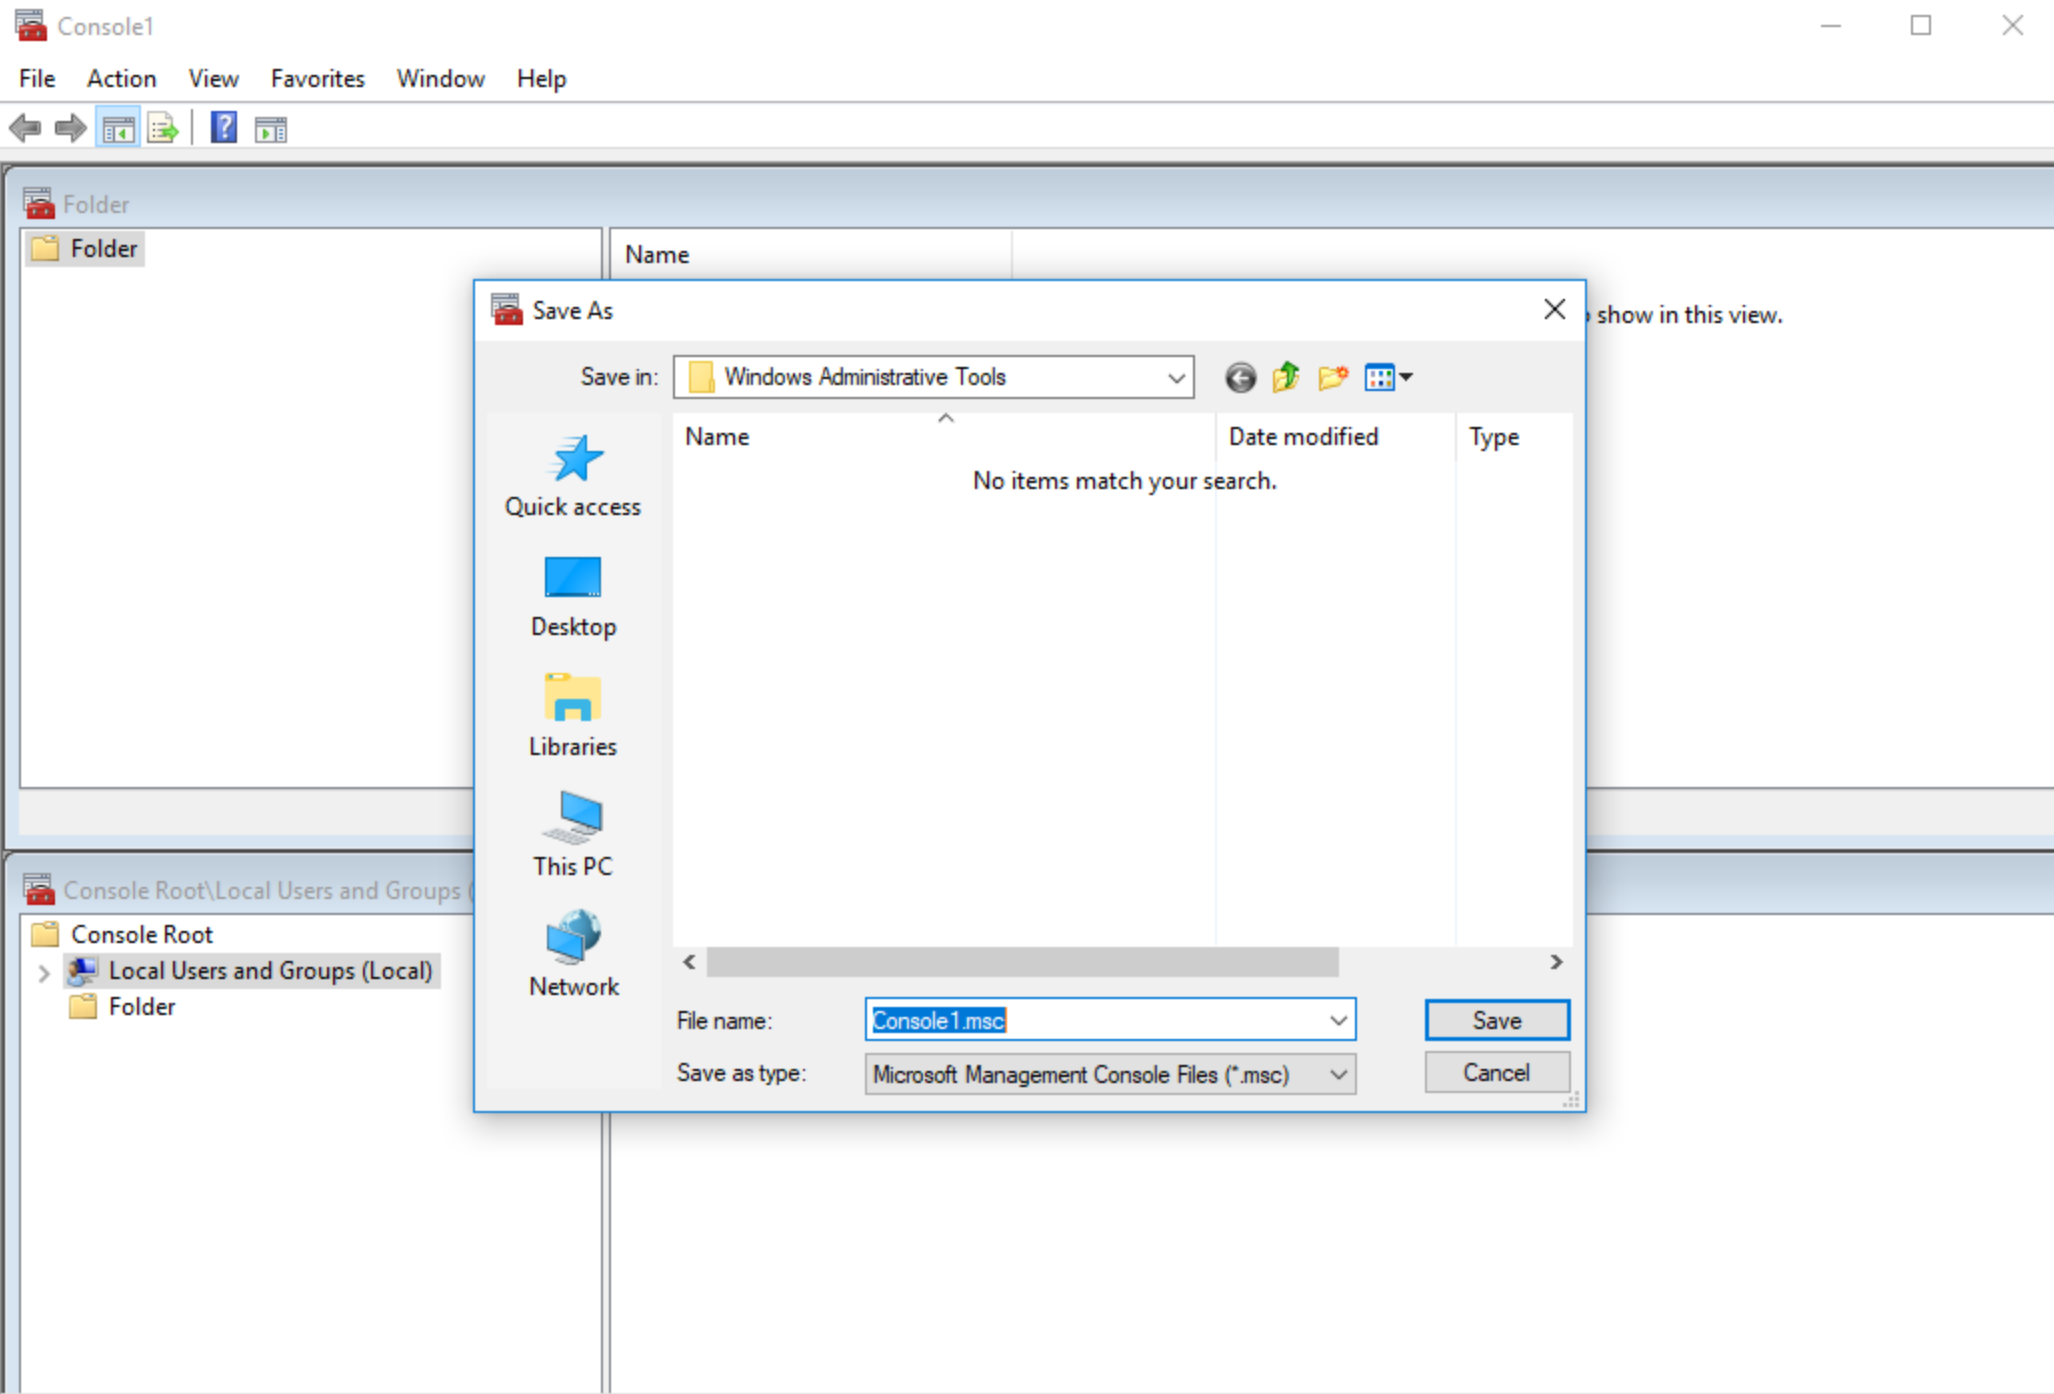 Console1
File Action View Favorites Window Help
Folder
Folder
Name
show in this view.
Save As
Save in: Windows Administrative Tools
Name Date modified Type
No items match your search.
Quick access
Desktop
Libraries
This PC
Network
File name: Console1.msc Save
Save as type: Microsoft Management Console Files (*.msc) Cancel
Console Root\Local Users and Groups (
Console Root
Local Users and Groups (Local)
Folder